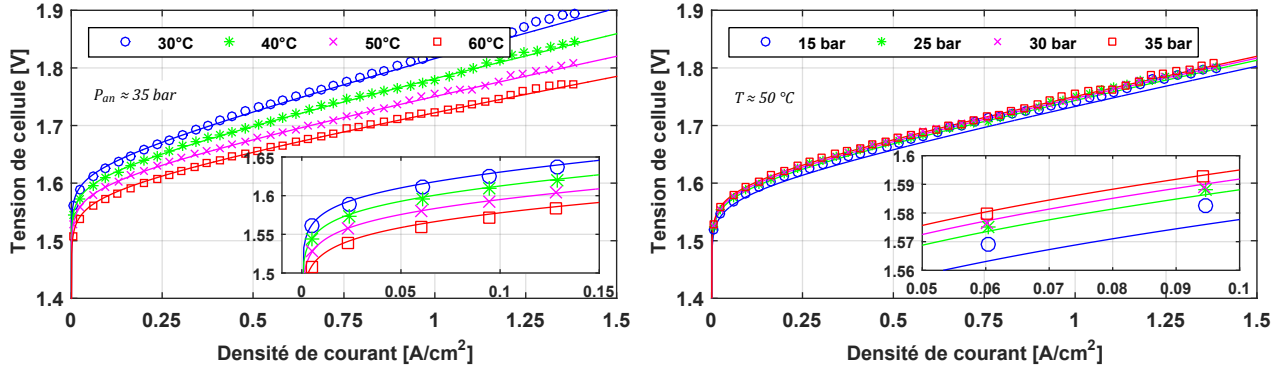 1.9
1.8
1.7
1.6
1.5
1.4
Tension de cellule [V]
30°C 40°C 50°C 60°C
P_an ≈ 35 bar
1.65
1.6
1.55
1.5
0 0.05 0.1 0.15
0 0.25 0.5 0.75 1 1.25 1.5
Densité de courant [A/cm²]
1.9
1.8
1.7
1.6
1.5
1.4
Tension de cellule [V]
15 bar 25 bar 30 bar 35 bar
T ≈ 50 °C
1.6
1.59
1.58
1.57
1.56
0.05 0.06 0.07 0.08 0.09 0.1
0 0.25 0.5 0.75 1 1.25 1.5
Densité de courant [A/cm²]